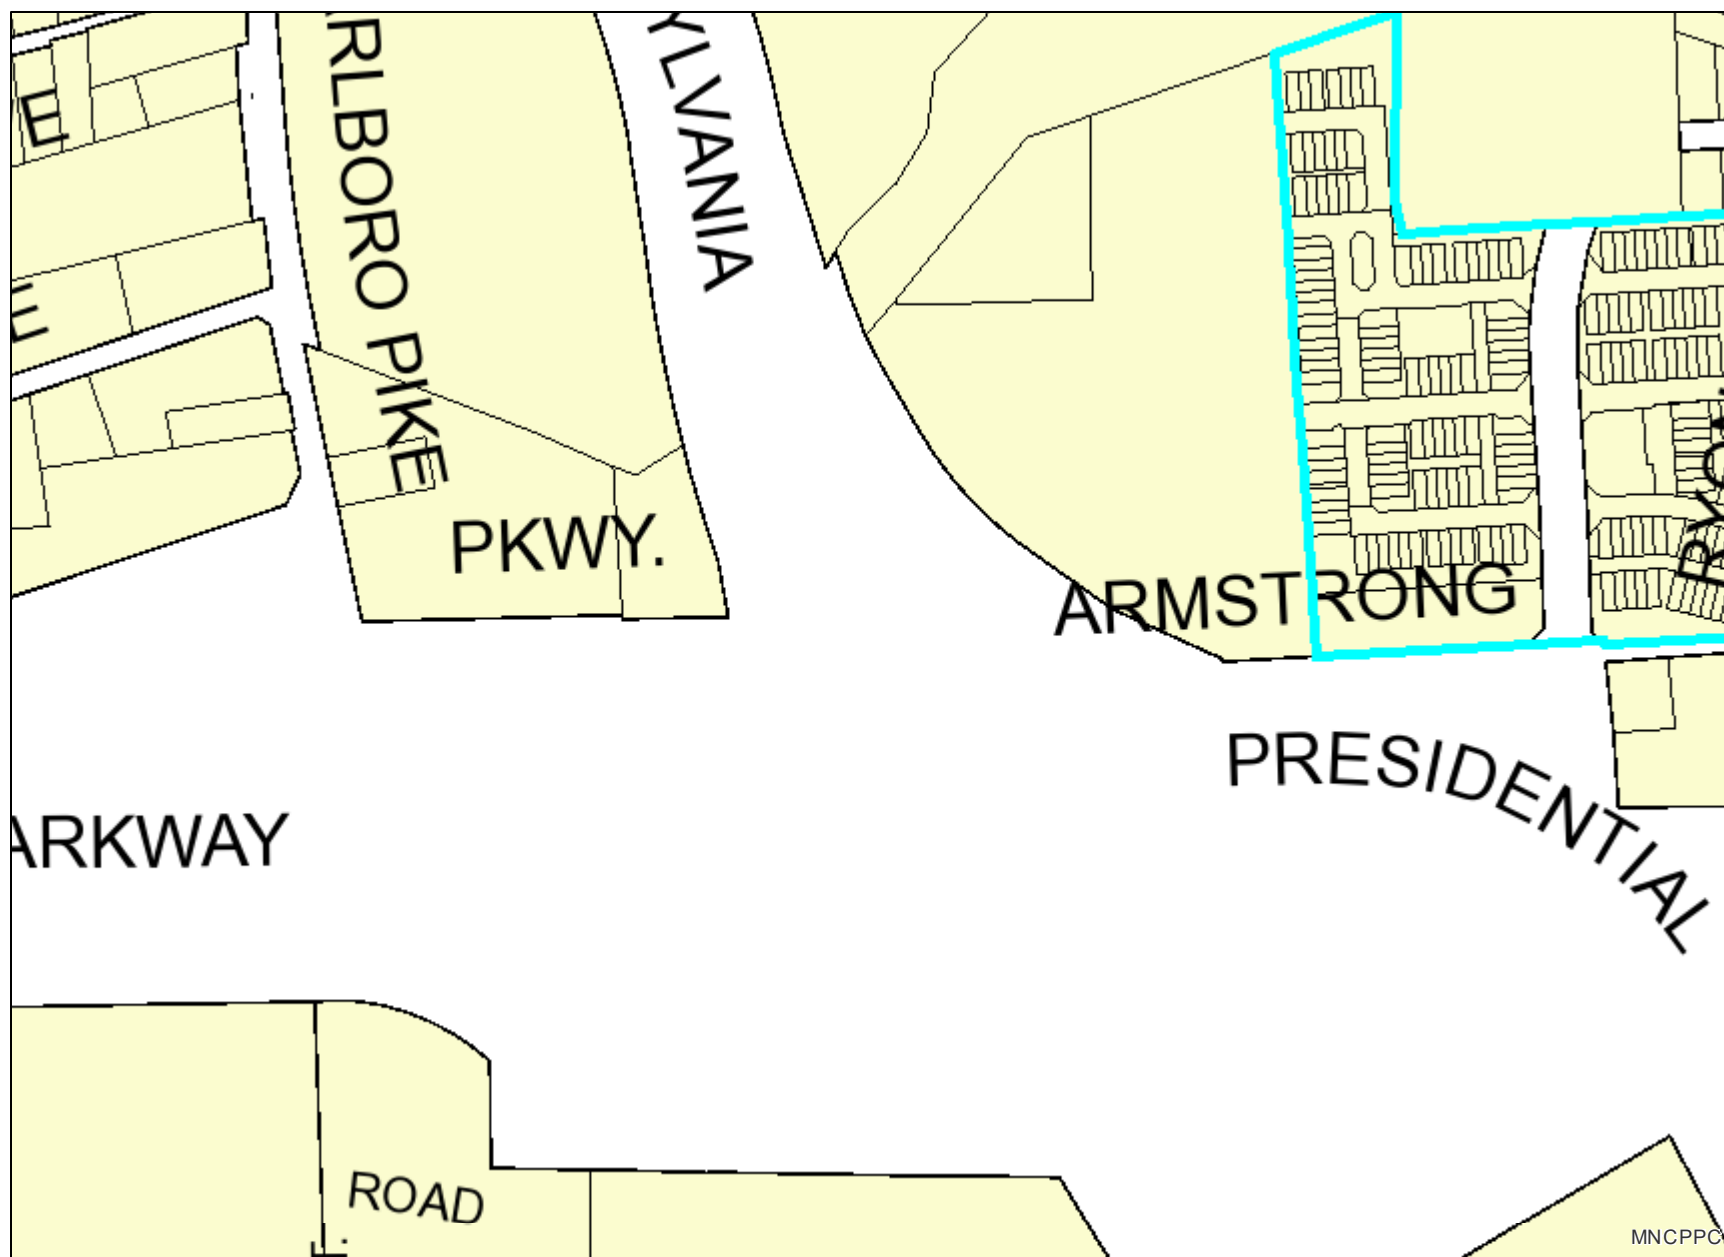 E
RLBORO PIKE
YLVANIA
E
PKWY.
ARMSTRONG
PRESIDENTIAL
ARKWAY
ROAD
MNCPPC